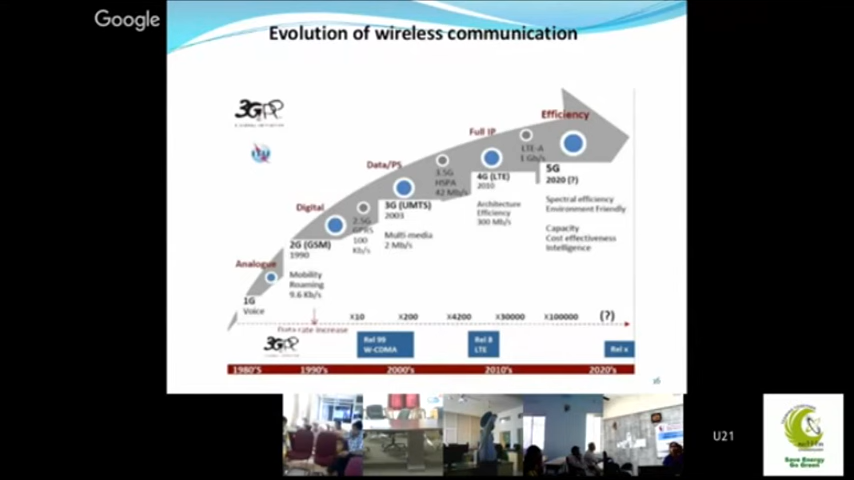 Google
Evolution of wireless communication
3GPP
Efficiency
Full IP
LTE-A
1 Gb/s
5G
2020 (?)
Spectral efficiency
Environment Friendly
Capacity
Cost effectiveness
Intelligence
Data/PS
3.5G
HSPA
42 Mb/s
4G (LTE)
2010
Architecture
Efficiency
300 Mb/s
Digital
2.5G
GPRS
100
Kb/s
3G (UMTS)
2003
Multi-media
2 Mb/s
2G (GSM)
1990
Mobility
Roaming
9.6 Kb/s
Analogue
1G
Voice
X10
X200
X4200
X30000
X100000
(?)
Data rate increase
3GPP
Rel 99
W-CDMA
Rel 8
LTE
Rel x
1980'S
1990's
2000's
2010's
2020's
16
U21
Save Energy
Go Green